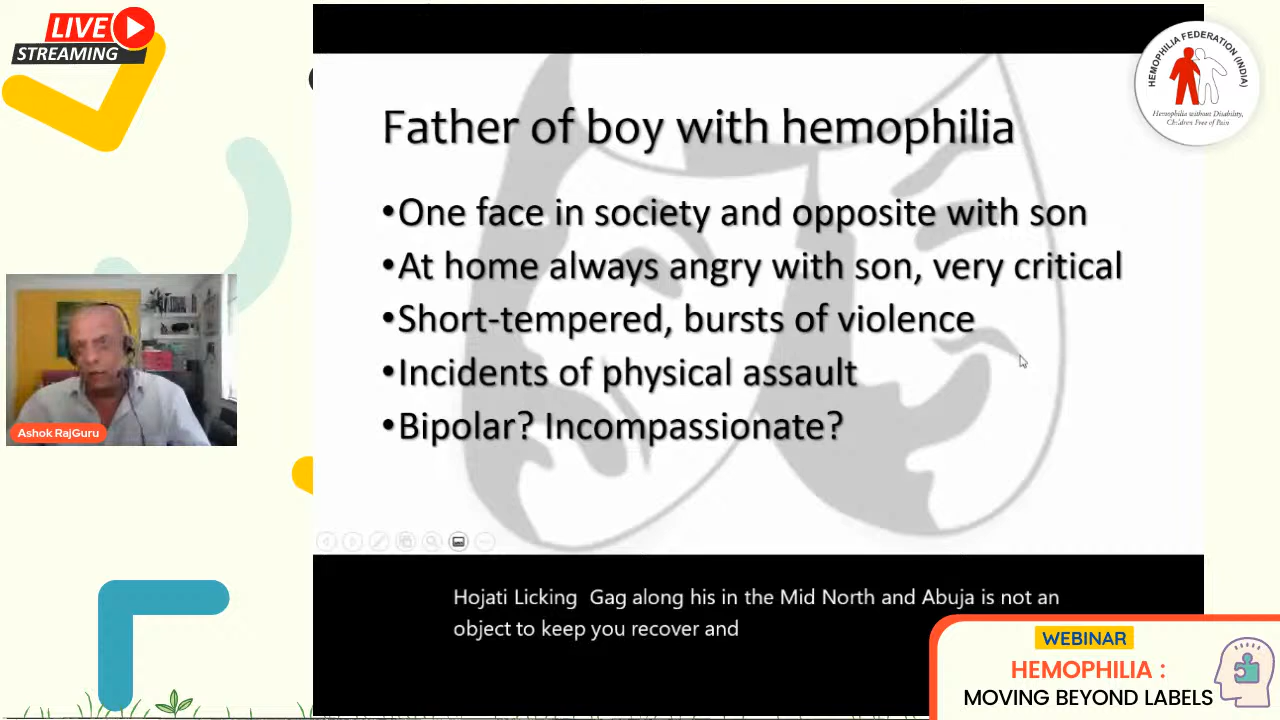 LIVE
STREAMING
HEMOPHILIA FEDERATION (INDIA)
Hemophilia without Disability,
Children Free of Pain
Father of boy with hemophilia
•One face in society and opposite with son
•At home always angry with son, very critical
•Short-tempered, bursts of violence
•Incidents of physical assault
•Bipolar? Incompassionate?
Ashok RajGuru
Hojati Licking Gag along his in the Mid North and Abuja is not an
object to keep you recover and
WEBINAR
HEMOPHILIA :
MOVING BEYOND LABELS